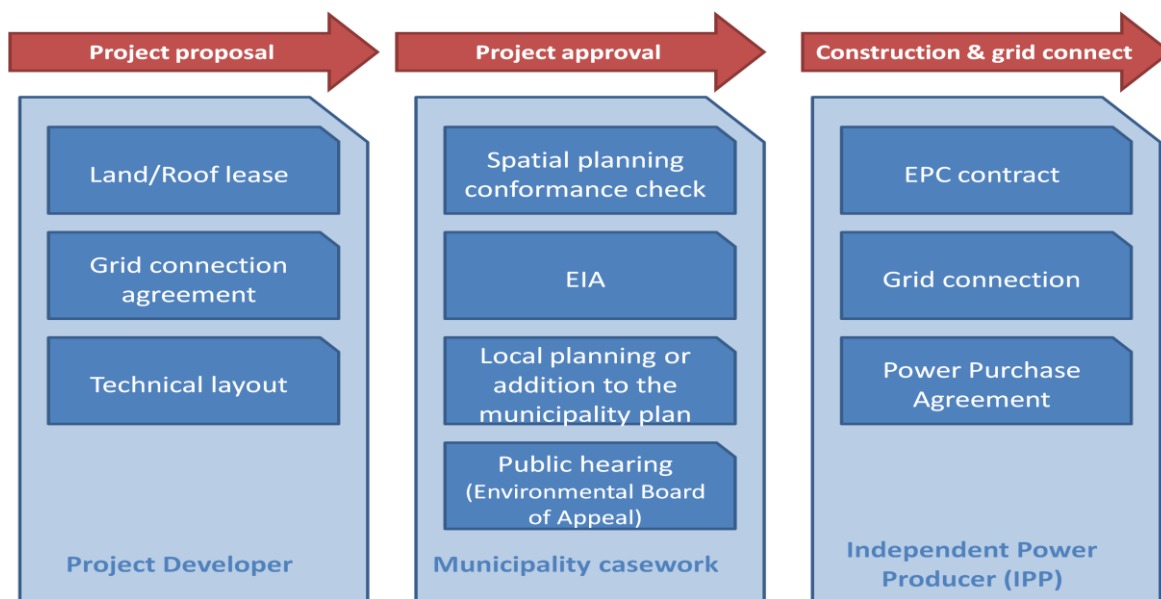 Project proposal
Project approval
Construction & grid connect
Land/Roof lease
Grid connection
agreement
Technical layout
Project Developer
Spatial planning
conformance check
EIA
Local planning or
addition to the
municipality plan
Public hearing
(Environmental Board
of Appeal)
Municipality casework
EPC contract
Grid connection
Power Purchase
Agreement
Independent Power
Producer (IPP)